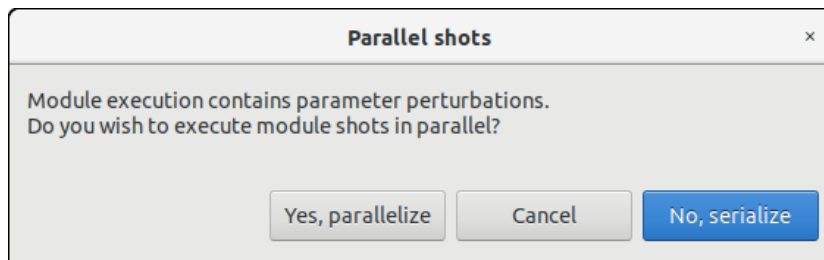 Parallel shots
×
Module execution contains parameter perturbations.
Do you wish to execute module shots in parallel?
Yes, parallelize
Cancel
No, serialize